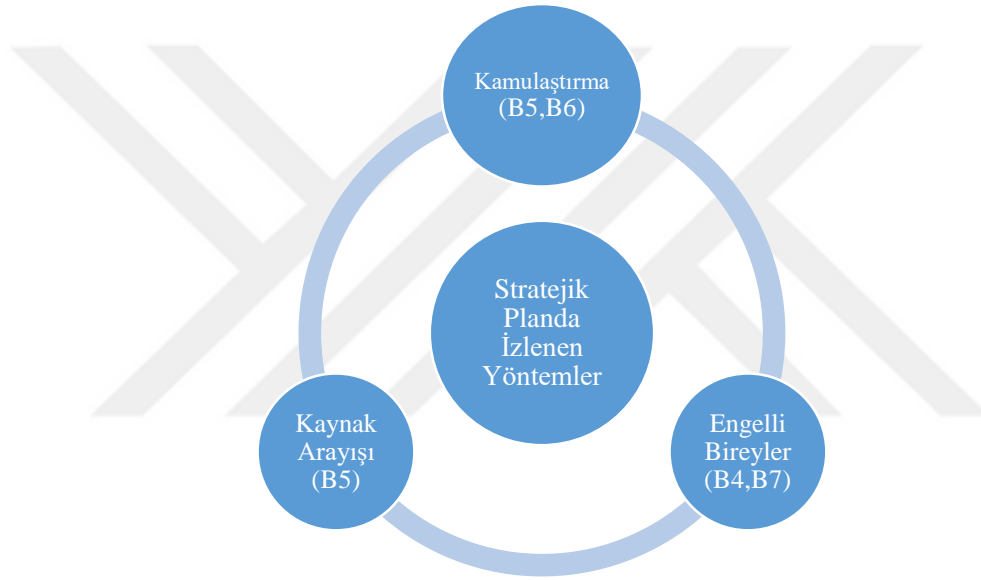 Kamulaştırma
(B5,B6)
Stratejik
Planda
İzlenen
Yöntemler
Kaynak
Arayışı
(B5)
Engelli
Bireyler
(B4,B7)